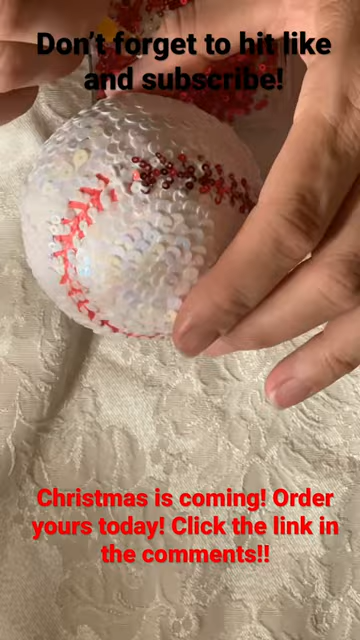 Don't forget to hit like
and subscribe!
Christmas is coming! Order
yours today! Click the link in
the comments!!